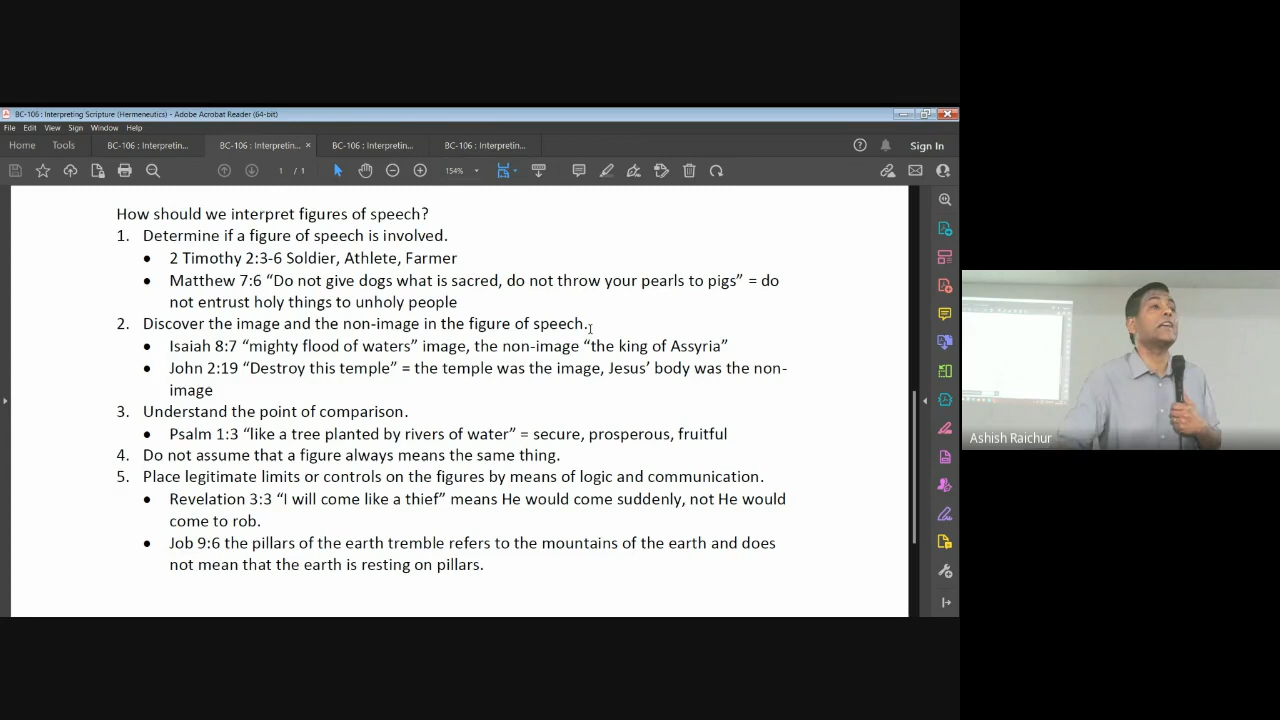 BC-106 : Interpreting Scripture (Hermeneutics) - Adobe Acrobat Reader (64-bit)
File Edit View Sign Window Help
Home Tools BC-106 : Interpretin... BC-106 : Interpretin... × BC-106 : Interpretin... BC-106 : Interpretin... Sign In
1 / 1 154%
How should we interpret figures of speech?
1. Determine if a figure of speech is involved.
• 2 Timothy 2:3-6 Soldier, Athlete, Farmer
• Matthew 7:6 “Do not give dogs what is sacred, do not throw your pearls to pigs” = do
not entrust holy things to unholy people
2. Discover the image and the non-image in the figure of speech.
• Isaiah 8:7 “mighty flood of waters” image, the non-image “the king of Assyria”
• John 2:19 “Destroy this temple” = the temple was the image, Jesus’ body was the non-
image
3. Understand the point of comparison.
• Psalm 1:3 “like a tree planted by rivers of water” = secure, prosperous, fruitful
4. Do not assume that a figure always means the same thing.
5. Place legitimate limits or controls on the figures by means of logic and communication.
• Revelation 3:3 “I will come like a thief” means He would come suddenly, not He would
come to rob.
• Job 9:6 the pillars of the earth tremble refers to the mountains of the earth and does
not mean that the earth is resting on pillars.
Ashish Raichur